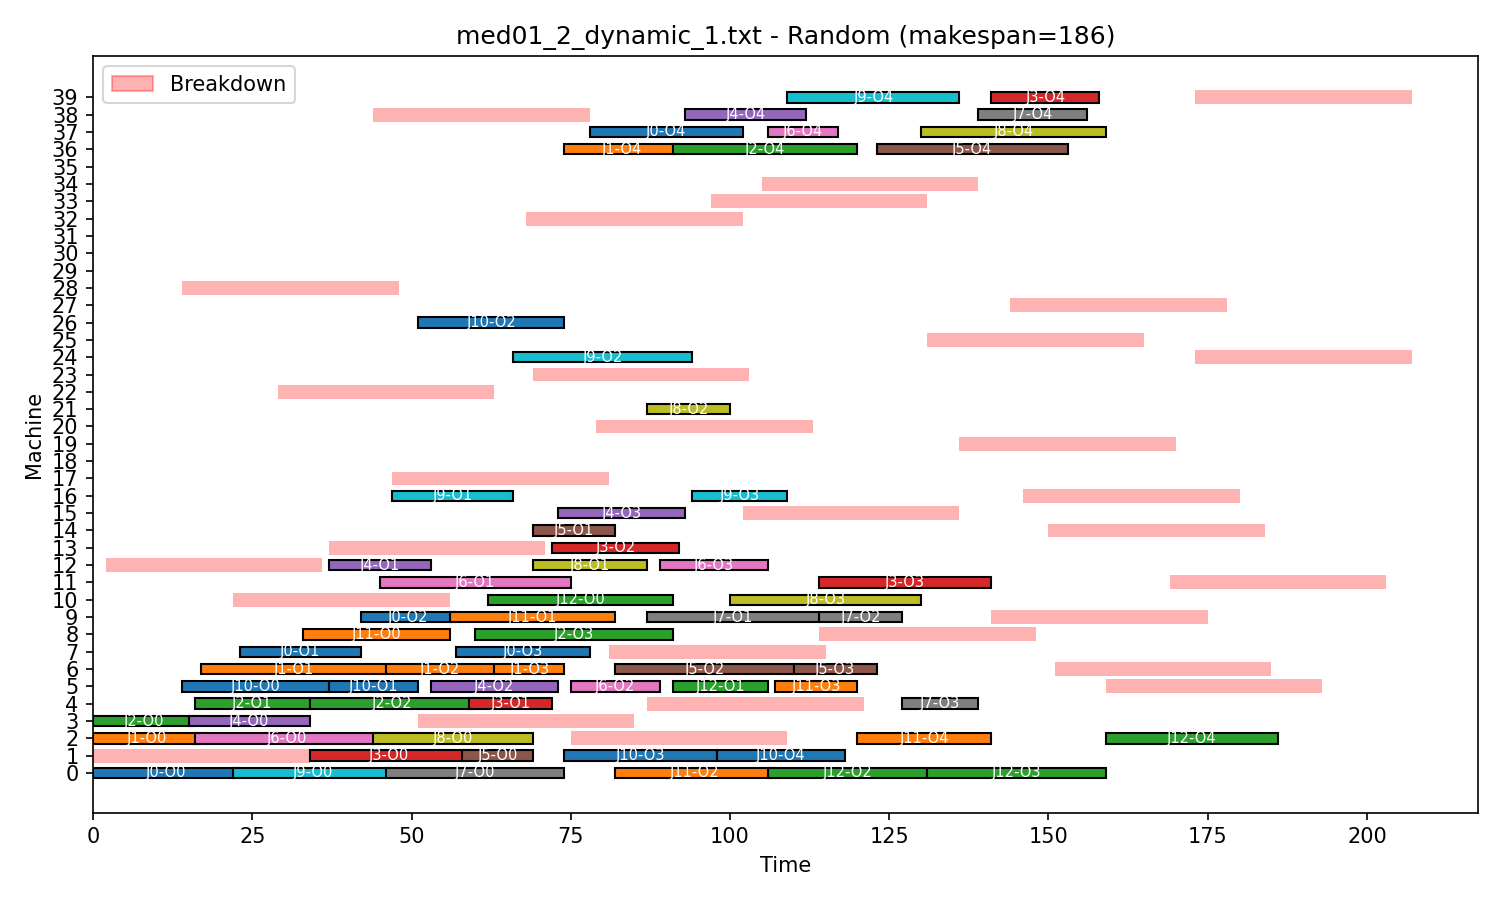 med01_2_dynamic_1.txt - Random (makespan=186)
Breakdown
39 J9-O4 J3-O4
38 J4-O4 J7-O4
37 J0-O4 J6-O4 J8-O4
36 J1-O4 J2-O4 J5-O4
35
34
33
32
31
30
29
28
27
26 J10-O2
25
24 J9-O2
23
22
21 J8-O2
20
19
18
17
16 J9-O1 J9-O3
15 J4-O3
14 J5-O1
13 J3-O2
12 J4-O1 J8-O1 J6-O3
11 J6-O1 J3-O3
10 J12-O0 J8-O3
9 J0-O2 J11-O1 J7-O1 J7-O2
8 J11-O0 J2-O3
7 J0-O1 J0-O3
6 J1-O1 J1-O2 J1-O3 J5-O2 J5-O3
5 J10-O0 J10-O1 J4-O2 J6-O2 J12-O1 J11-O3
4 J2-O1 J2-O2 J3-O1 J7-O3
3 J2-O0 J4-O0
2 J1-O0 J6-O0 J8-O0 J11-O4 J12-O4
1 J3-O0 J5-O0 J10-O3 J10-O4
0 J0-O0 J9-O0 J7-O0 J11-O2 J12-O2 J12-O3
Machine
0 25 50 75 100 125 150 175 200
Time